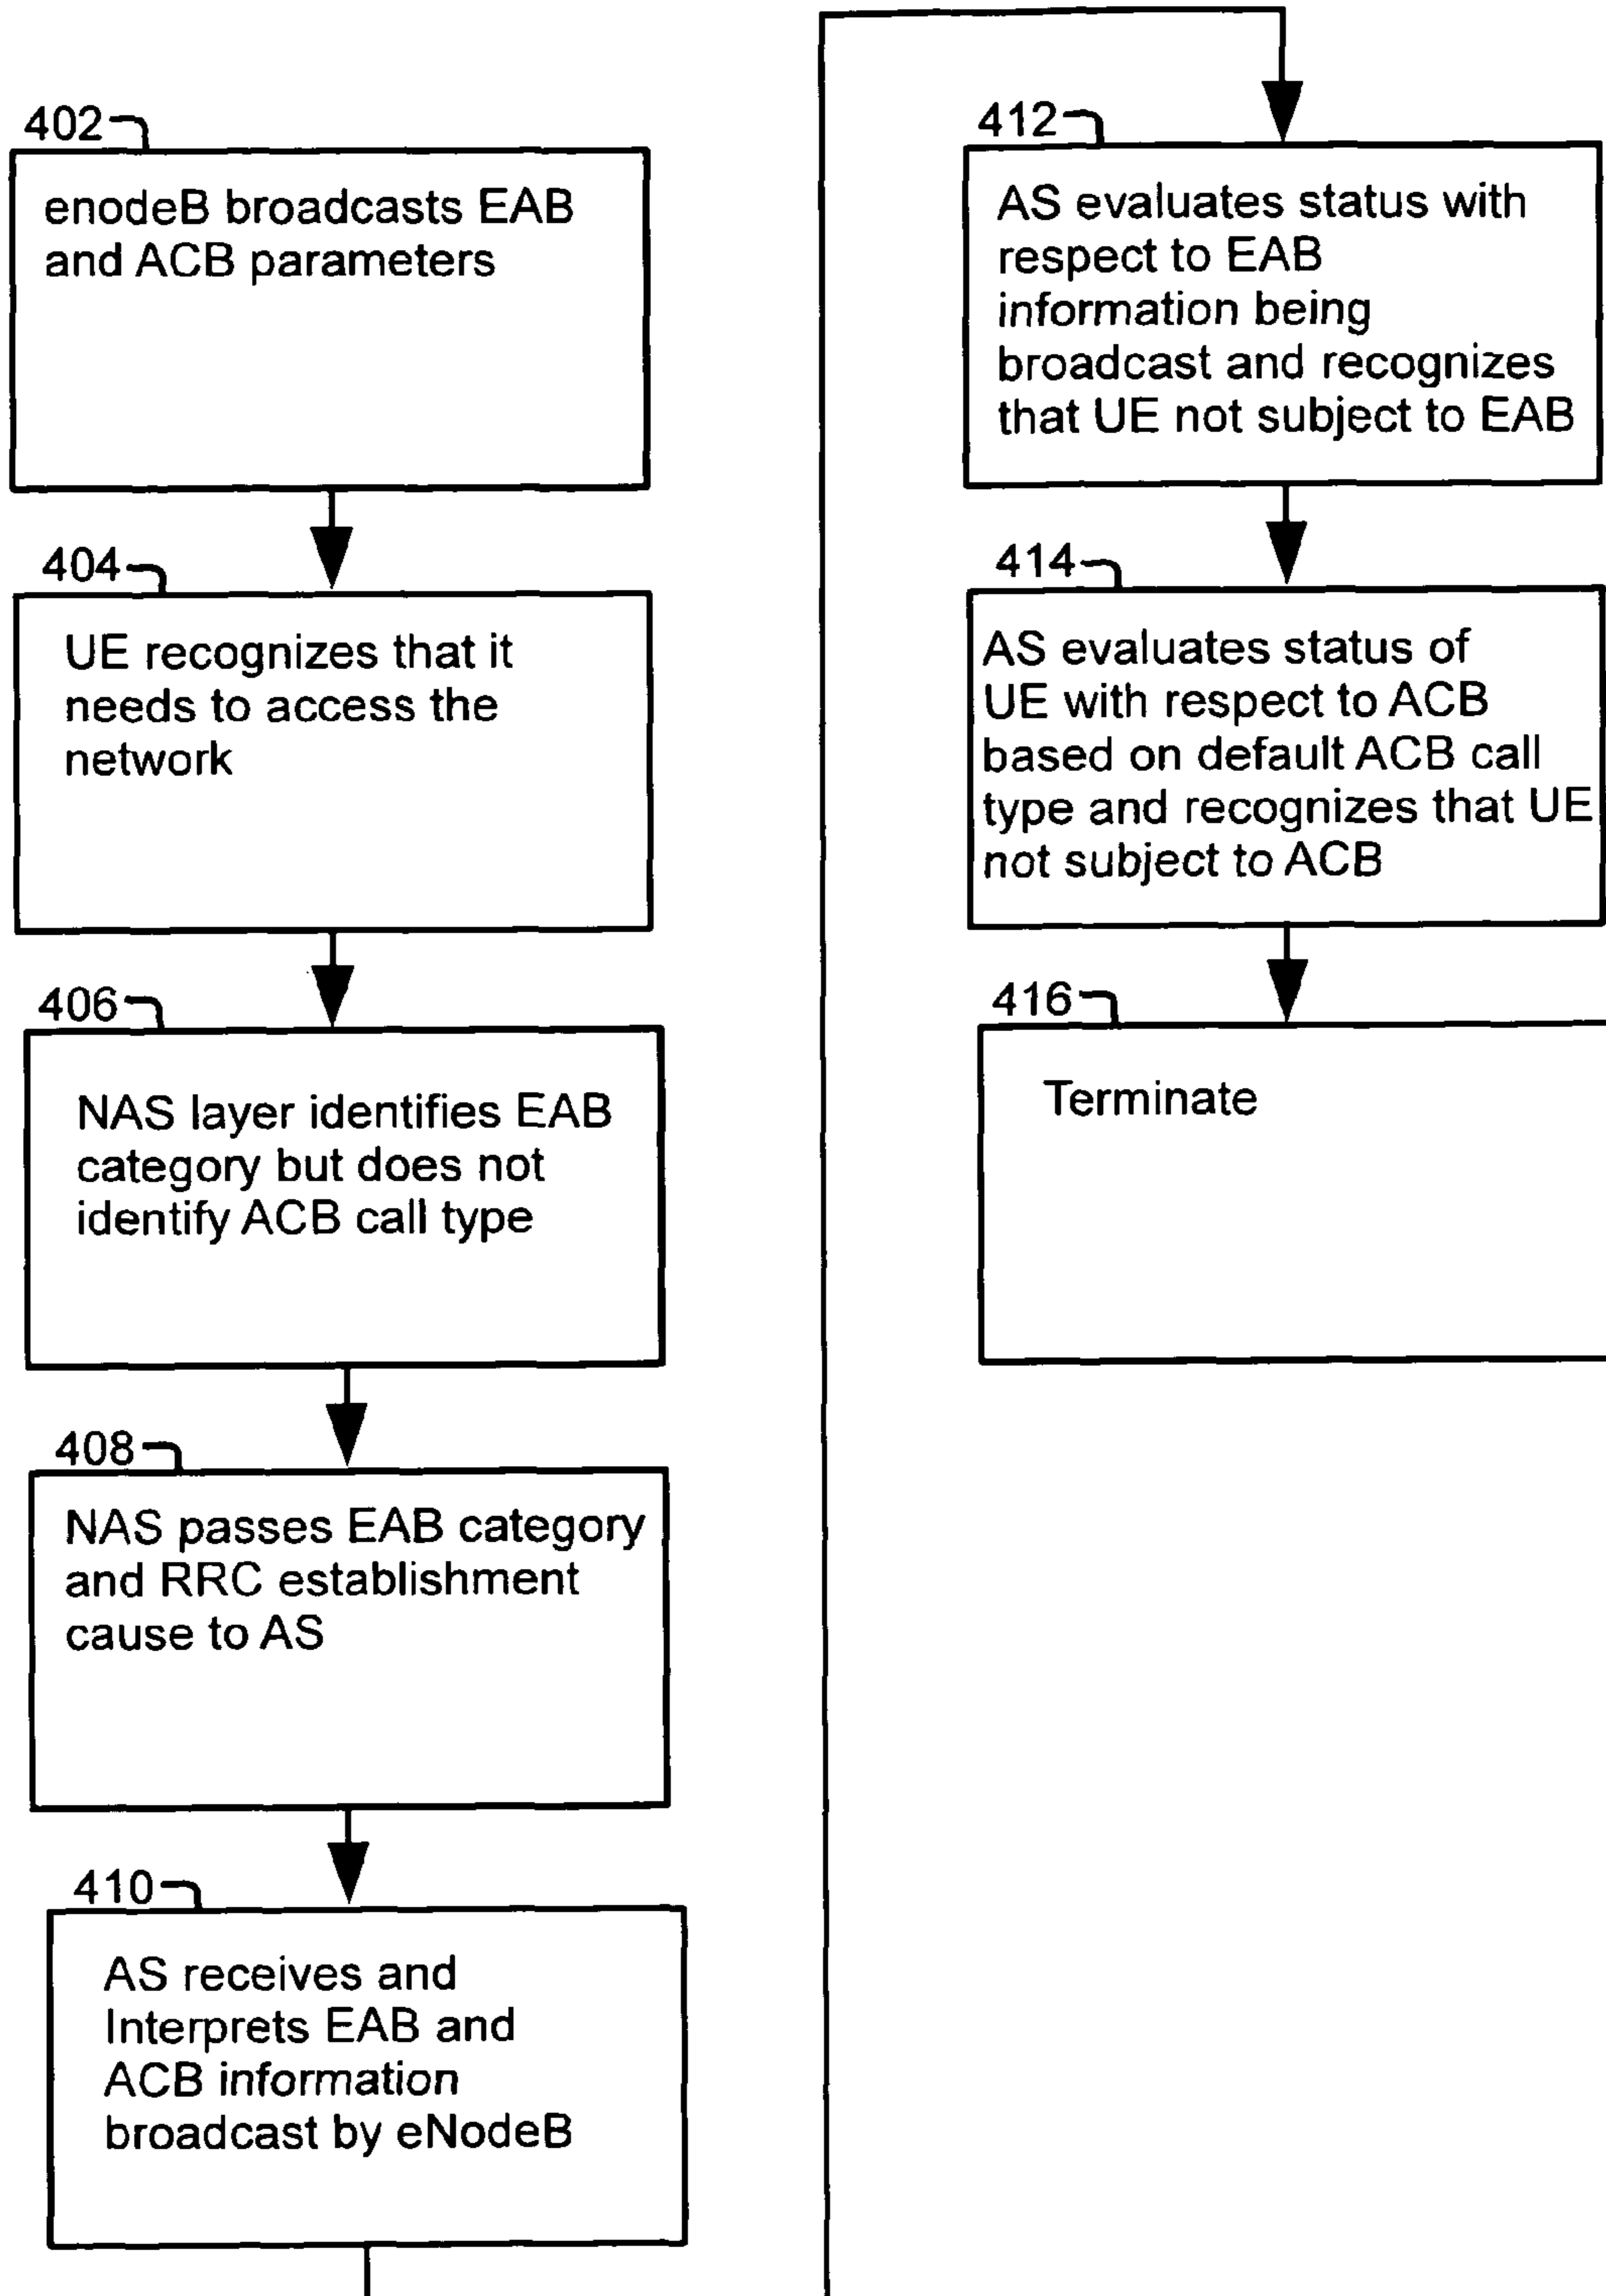 402
enodeB broadcasts EAB
and ACB parameters
404
UE recognizes that it
needs to access the
network
406
NAS layer identifies EAB
category but does not
identify ACB call type
408
NAS passes EAB category
and RRC establishment
cause to AS
410
AS receives and
Interprets EAB and
ACB information
broadcast by eNodeB
412
AS evaluates status with
respect to EAB
information being
broadcast and recognizes
that UE not subject to EAB
414
AS evaluates status of
UE with respect to ACB
based on default ACB call
type and recognizes that UE
not subject to ACB
416
Terminate